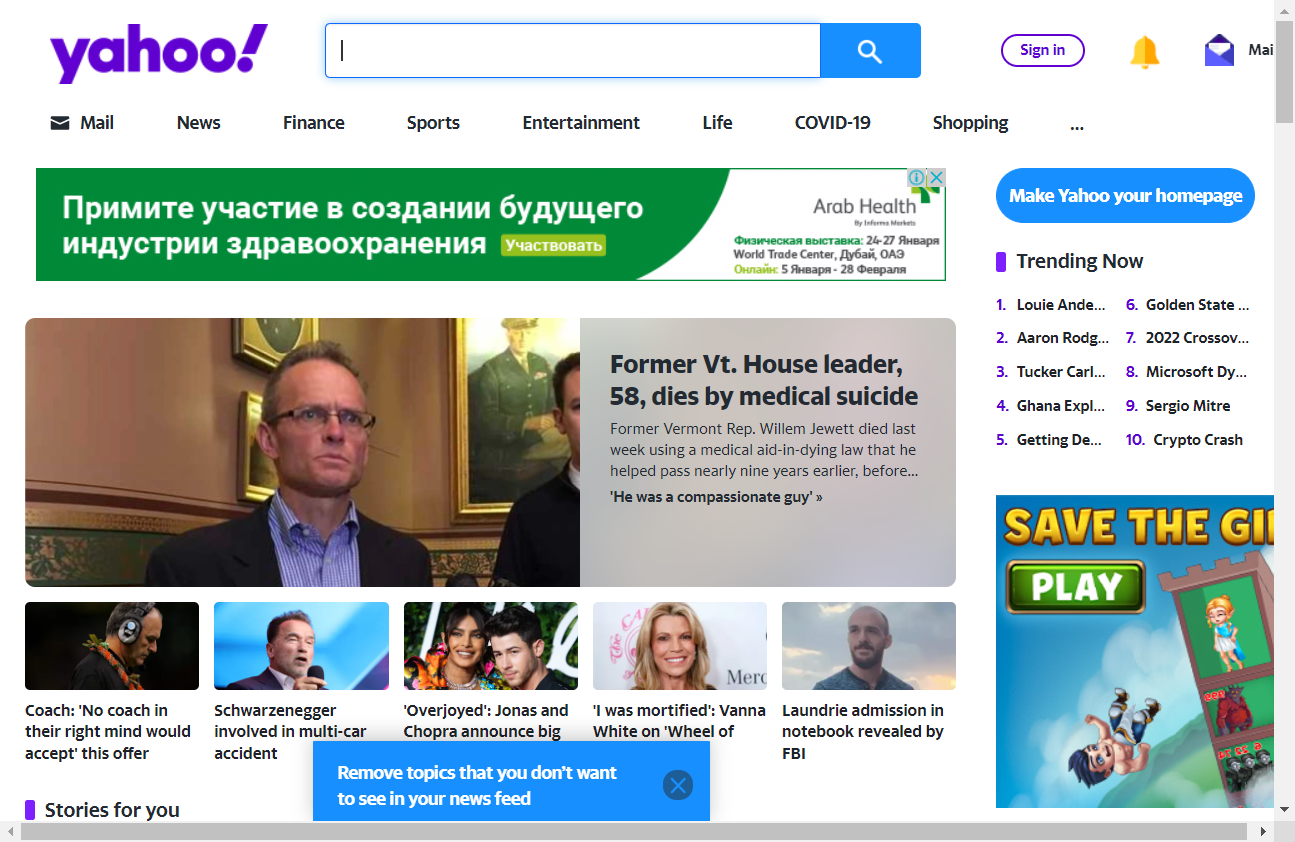 yahoo!
Sign in
Mai
Mail
News
Finance
Sports
Entertainment
Life
COVID-19
Shopping
...
Примите участие в создании будущего
индустрии здравоохранения
Участвовать
Arab Health
By Informa Markets
Физическая выставка: 24-27 Января
World Trade Center, Дубай, ОАЭ
Онлайн: 5 Января - 28 Февраля
Make Yahoo your homepage
Trending Now
1. Louie Ande...
2. Aaron Rodg...
3. Tucker Carl...
4. Ghana Expl...
5. Getting De...
6. Golden State ...
7. 2022 Crossov...
8. Microsoft Dy...
9. Sergio Mitre
10. Crypto Crash
Former Vt. House leader,
58, dies by medical suicide
Former Vermont Rep. Willem Jewett died last
week using a medical aid-in-dying law that he
helped pass nearly nine years earlier, before...
'He was a compassionate guy' »
SAVE THE GI
PLAY
Merc
Coach: 'No coach in
their right mind would
accept' this offer
Schwarzenegger
involved in multi-car
accident
'Overjoyed': Jonas and
Chopra announce big
'I was mortified': Vanna
White on 'Wheel of
Laundrie admission in
notebook revealed by
FBI
Remove topics that you don't want
to see in your news feed
Stories for you